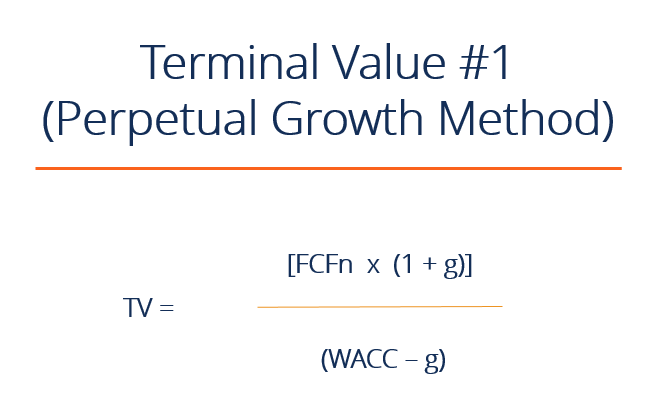 Terminal Value #1
(Perpetual Growth Method)
[FCFn x (1 + g)]
TV =
(WACC – g)